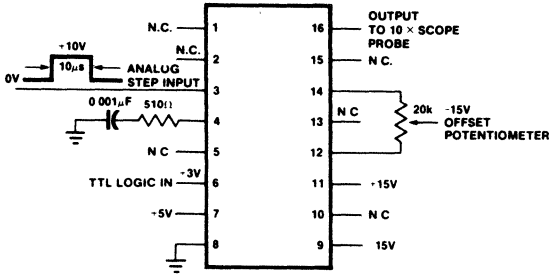 N.C. 1
N.C. 2
+10V
0V 10µs ANALOG
STEP INPUT
3
0 001µF 510Ω
4
N C 5
+3V
TTL LOGIC IN 6
+5V 7
8
16 OUTPUT
TO 10 × SCOPE
PROBE
15 N C.
14
N C 13
20k -15V
OFFSET
POTENTIOMETER
12
11 +15V
10 N C
9 15V